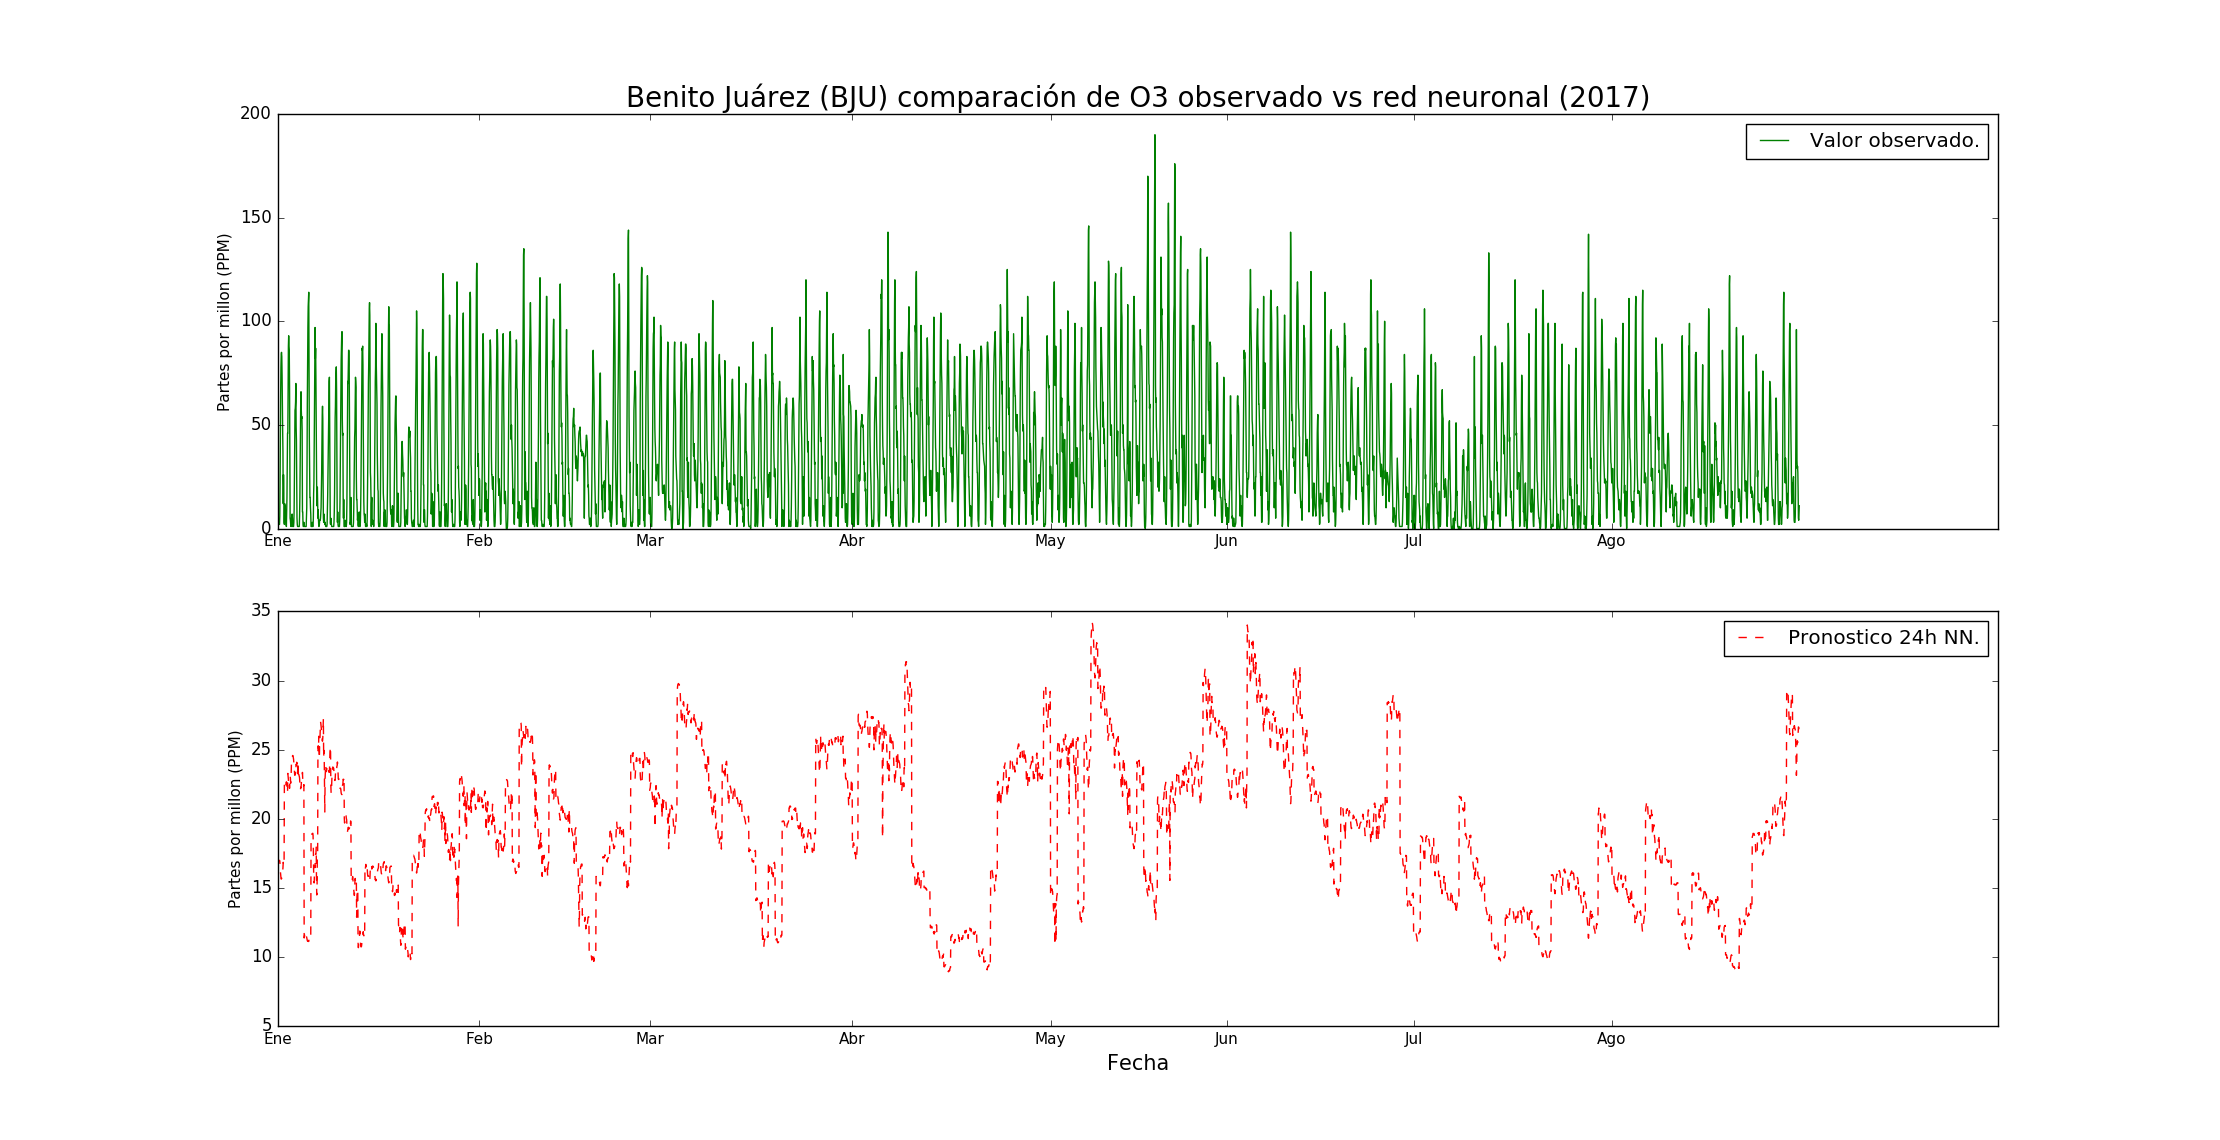 Benito Juárez (BJU) comparación de O3 observado vs red neuronal (2017)
200
150
100
50
0
Partes por millon (PPM)
Valor observado.
Ene Feb Mar Abr May Jun Jul Ago
35
30
25
20
15
10
5
Partes por millon (PPM)
Pronostico 24h NN.
Ene Feb Mar Abr May Jun Jul Ago
Fecha